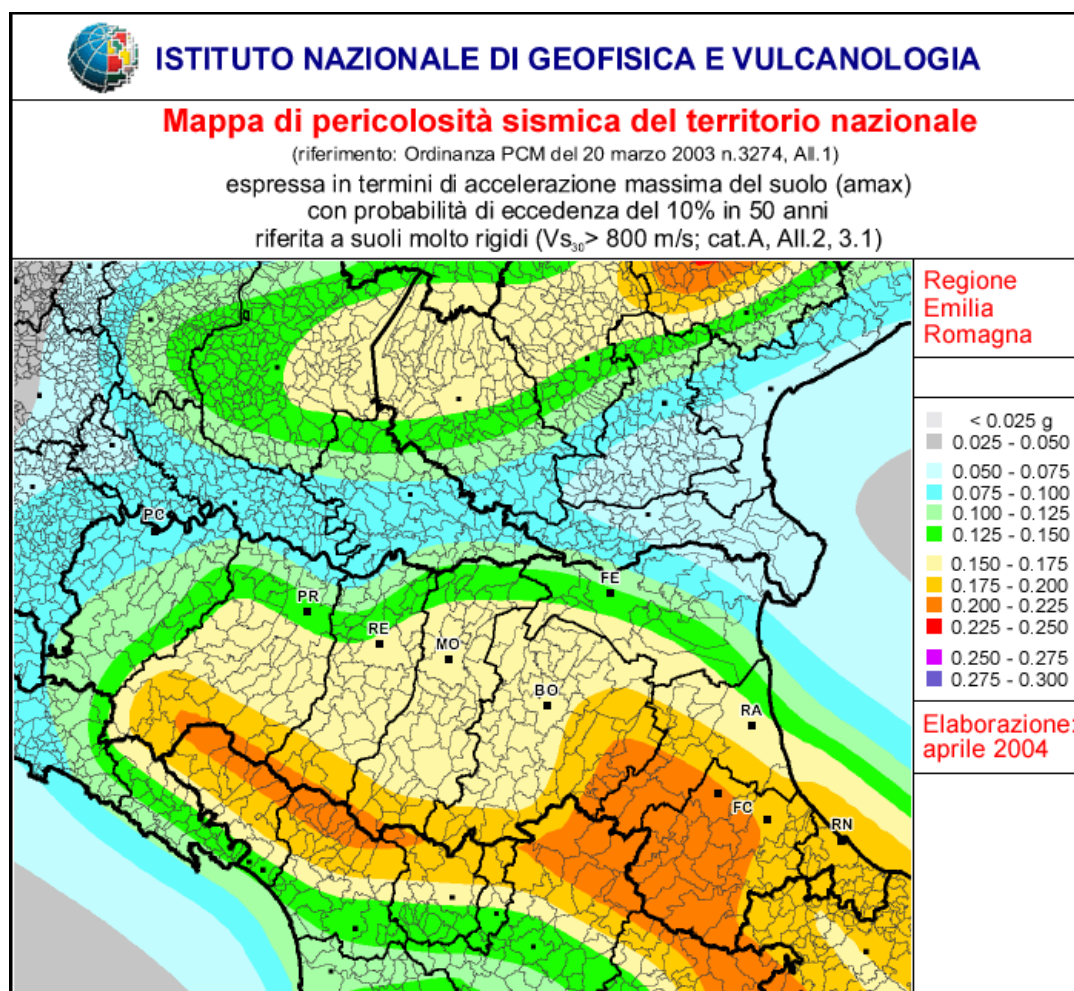 ISTITUTO NAZIONALE DI GEOFISICA E VULCANOLOGIA
Mappa di pericolosità sismica del territorio nazionale
(riferimento: Ordinanza PCM del 20 marzo 2003 n.3274, All.1)
espressa in termini di accelerazione massima del suolo (amax)
con probabilità di eccedenza del 10% in 50 anni
riferita a suoli molto rigidi (Vs30> 800 m/s; cat.A, All.2, 3.1)
Regione
Emilia
Romagna
< 0.025 g
0.025 - 0.050
0.050 - 0.075
0.075 - 0.100
0.100 - 0.125
0.125 - 0.150
0.150 - 0.175
0.175 - 0.200
0.200 - 0.225
0.225 - 0.250
0.250 - 0.275
0.275 - 0.300
Elaborazione:
aprile 2004
PC
FE
PR
RE
MO
BO
RA
FC
RN